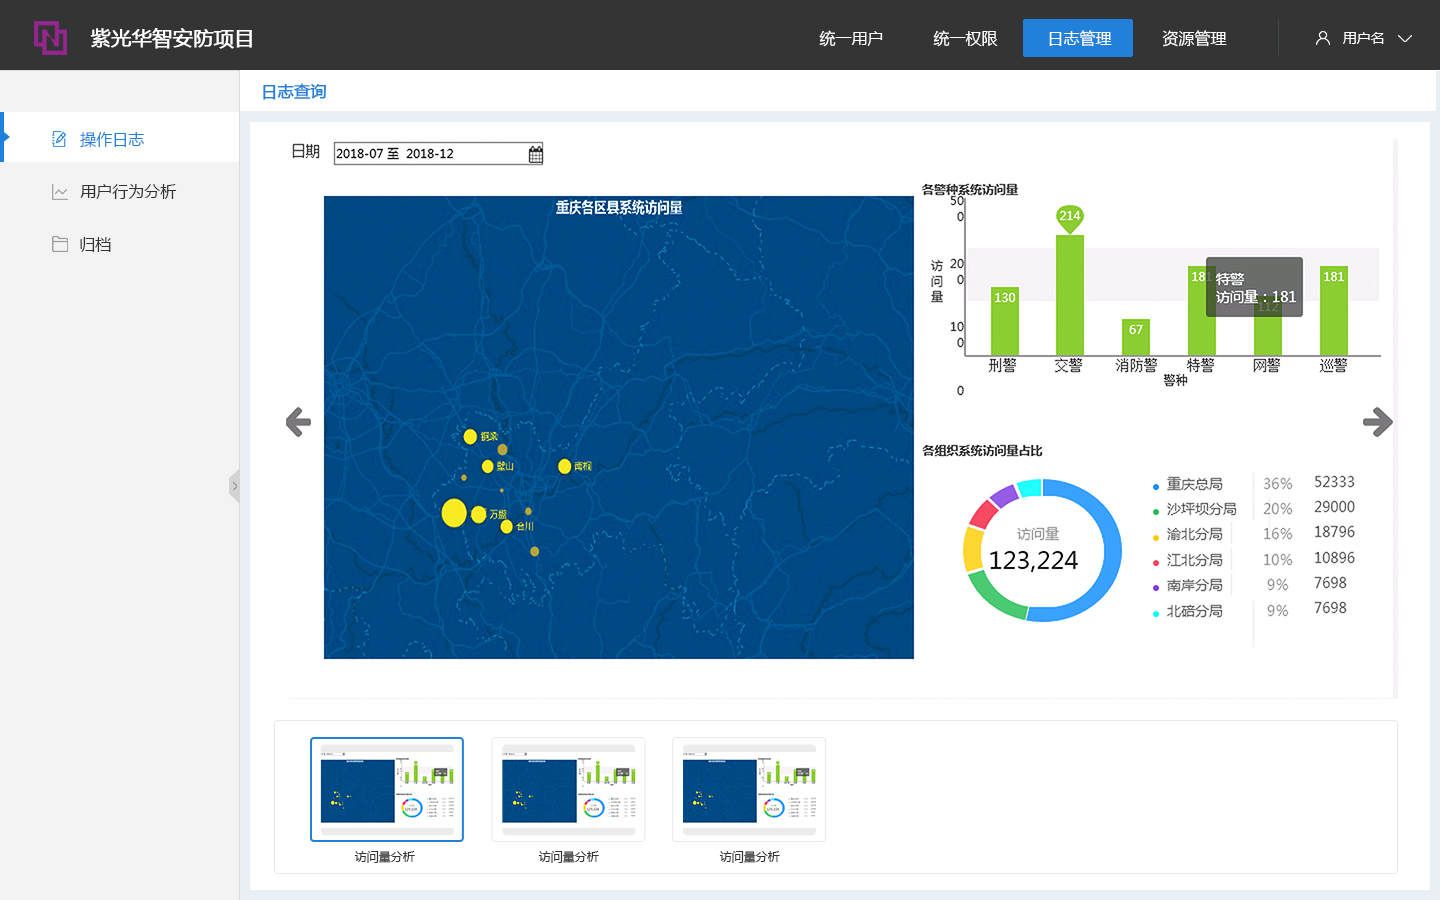 紫光华智安防项目
统一用户
统一权限
日志管理
资源管理
用户名
日志查询
操作日志
用户行为分析
归档
日期
2018-07 至 2018-12
重庆各区县系统访问量
铜梁
璧山
南桐
万盛
合川
各警种系统访问量
50
0
20
0
10
0
0
访
问
量
130
214
67
181
112
181
特警
访问量：181
刑警
交警
消防警
特警
网警
巡警
警种
各组织系统访问量占比
访问量
123,224
重庆总局 36% 52333
沙坪坝分局 20% 29000
渝北分局 16% 18796
江北分局 10% 10896
南岸分局 9% 7698
北碚分局 9% 7698
访问量分析
访问量分析
访问量分析